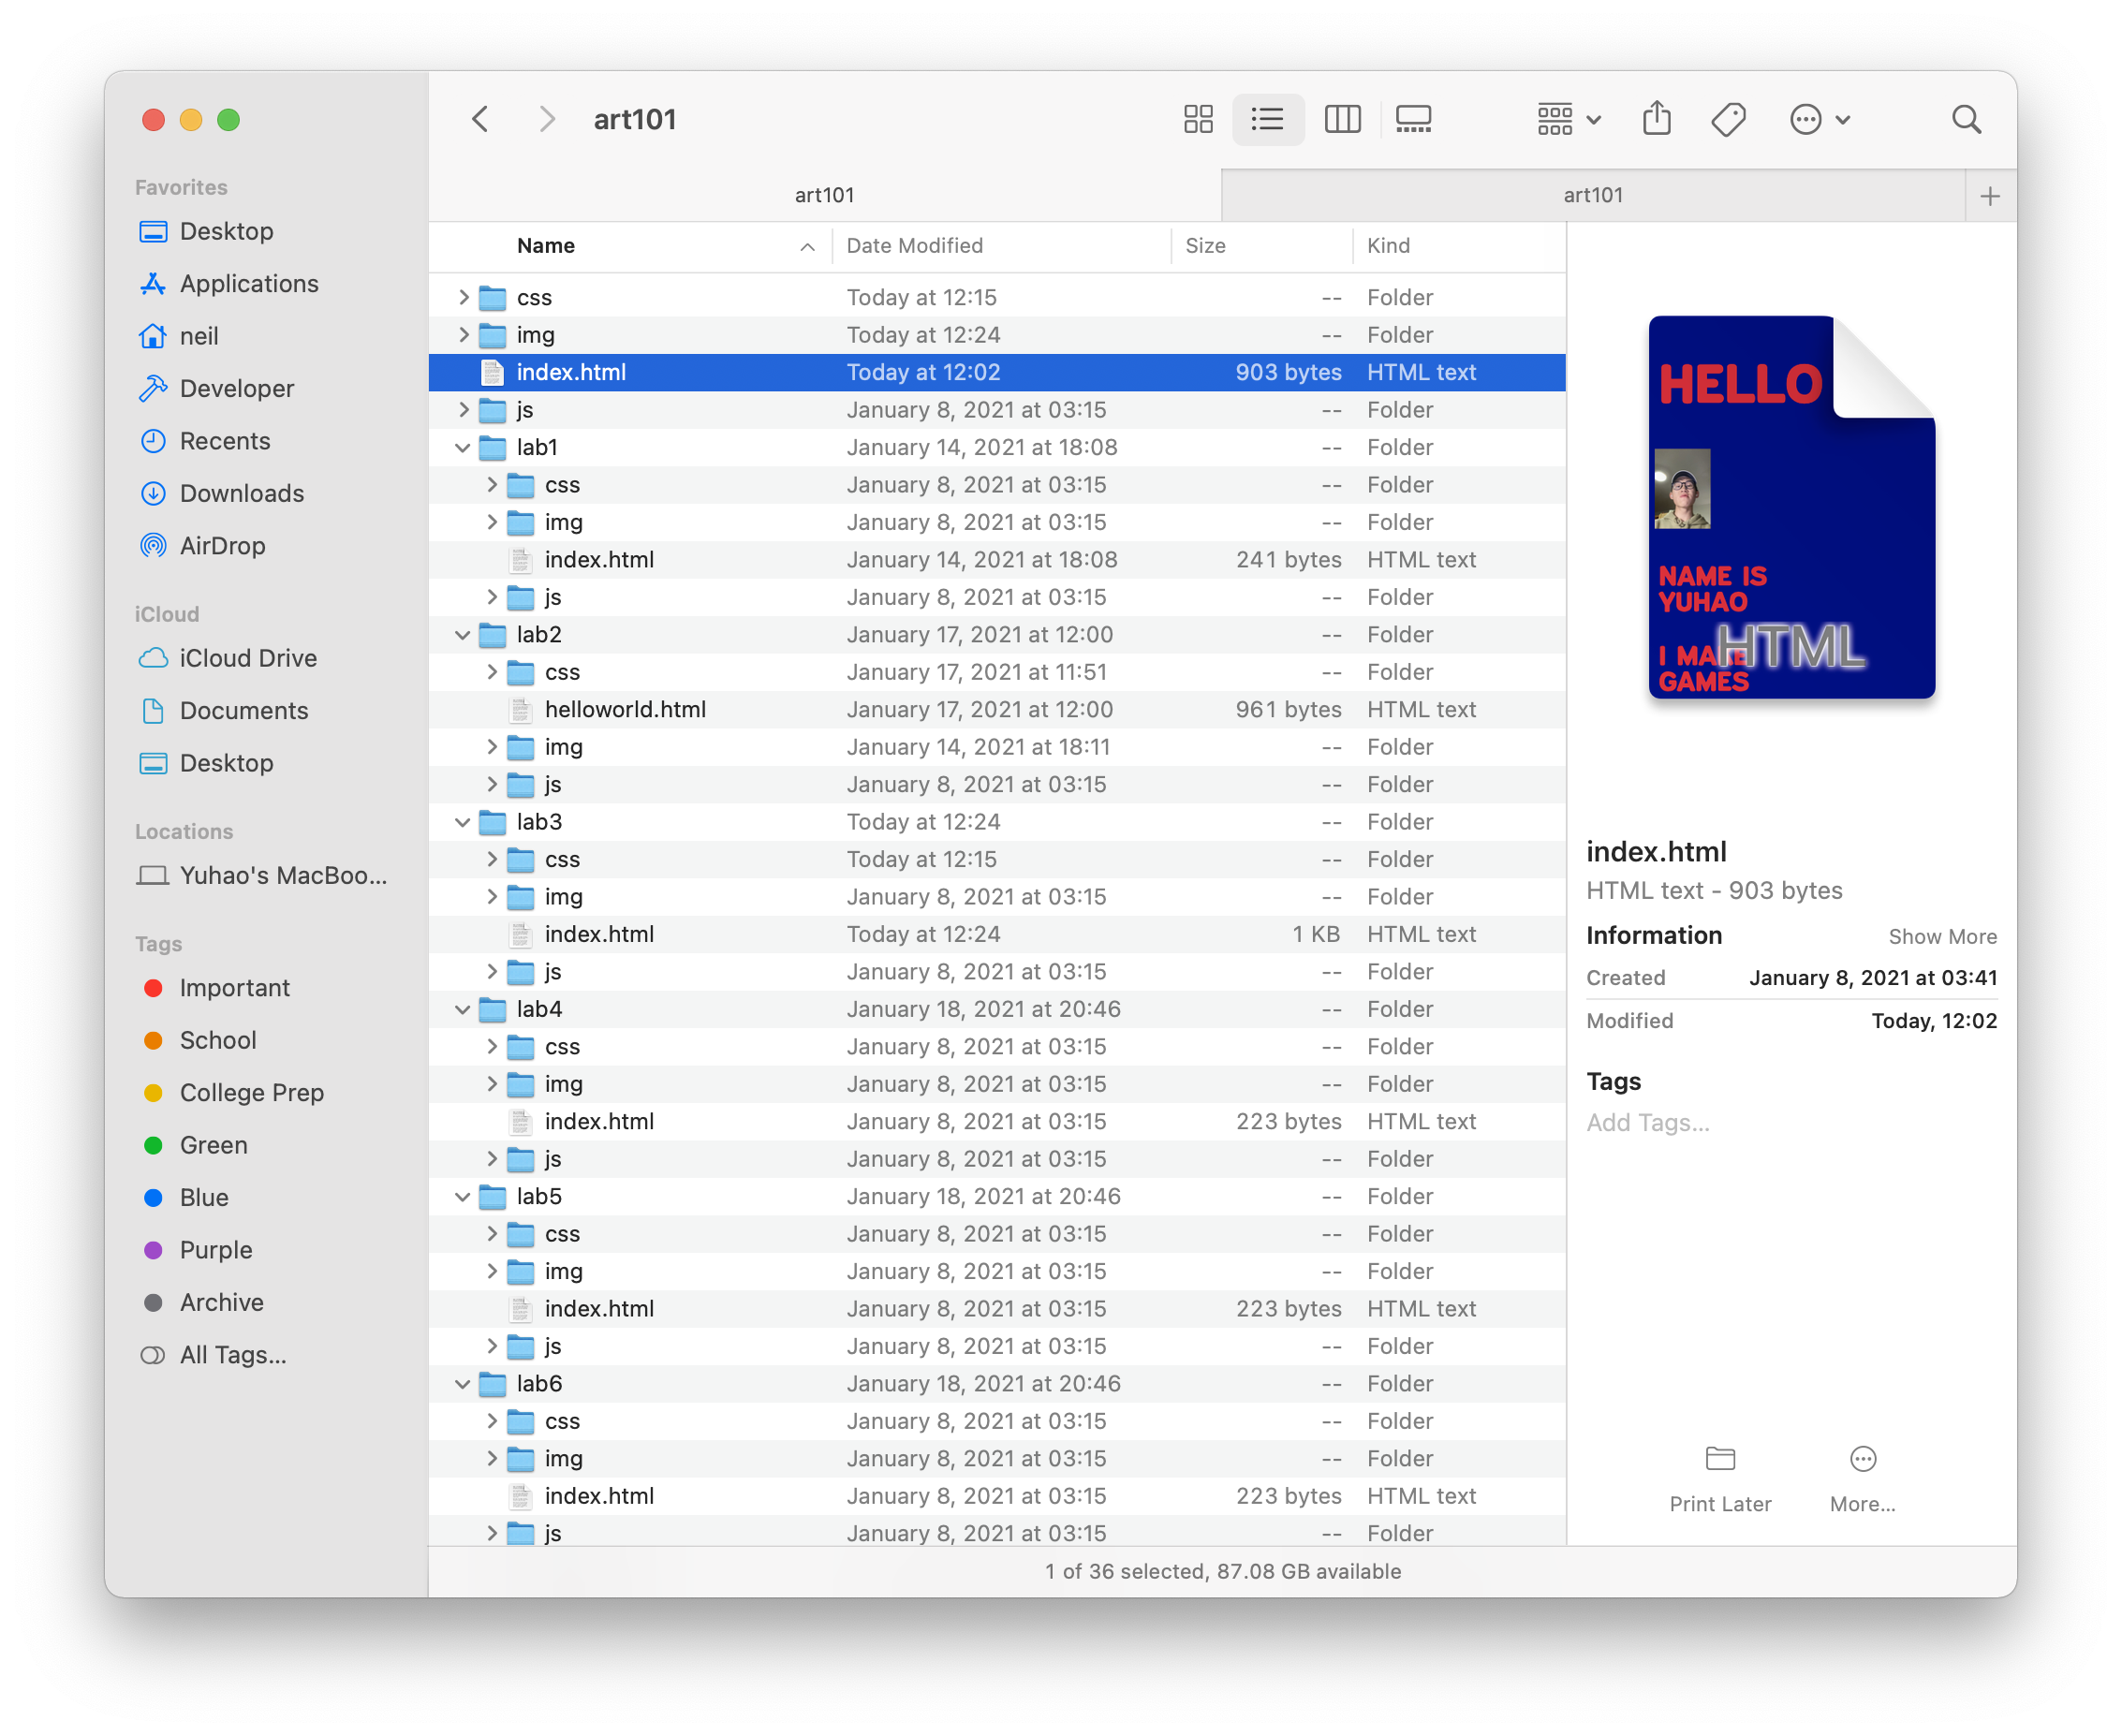 art101
art101
art101
Favorites
Desktop
Applications
neil
Developer
Recents
Downloads
AirDrop
iCloud
iCloud Drive
Documents
Desktop
Locations
Yuhao's MacBoo...
Tags
Important
School
College Prep
Green
Blue
Purple
Archive
All Tags...
Name Date Modified Size Kind
css Today at 12:15 -- Folder
img Today at 12:24 -- Folder
index.html Today at 12:02 903 bytes HTML text
js January 8, 2021 at 03:15 -- Folder
lab1 January 14, 2021 at 18:08 -- Folder
css January 8, 2021 at 03:15 -- Folder
img January 8, 2021 at 03:15 -- Folder
index.html January 14, 2021 at 18:08 241 bytes HTML text
js January 8, 2021 at 03:15 -- Folder
lab2 January 17, 2021 at 12:00 -- Folder
css January 17, 2021 at 11:51 -- Folder
helloworld.html January 17, 2021 at 12:00 961 bytes HTML text
img January 14, 2021 at 18:11 -- Folder
js January 8, 2021 at 03:15 -- Folder
lab3 Today at 12:24 -- Folder
css Today at 12:15 -- Folder
img January 8, 2021 at 03:15 -- Folder
index.html Today at 12:24 1 KB HTML text
js January 8, 2021 at 03:15 -- Folder
lab4 January 18, 2021 at 20:46 -- Folder
css January 8, 2021 at 03:15 -- Folder
img January 8, 2021 at 03:15 -- Folder
index.html January 8, 2021 at 03:15 223 bytes HTML text
js January 8, 2021 at 03:15 -- Folder
lab5 January 18, 2021 at 20:46 -- Folder
css January 8, 2021 at 03:15 -- Folder
img January 8, 2021 at 03:15 -- Folder
index.html January 8, 2021 at 03:15 223 bytes HTML text
js January 8, 2021 at 03:15 -- Folder
lab6 January 18, 2021 at 20:46 -- Folder
css January 8, 2021 at 03:15 -- Folder
img January 8, 2021 at 03:15 -- Folder
index.html January 8, 2021 at 03:15 223 bytes HTML text
js January 8, 2021 at 03:15 -- Folder
HELLO
NAME IS
YUHAO
I MAKE
GAMES
HTML
index.html
HTML text - 903 bytes
Information Show More
Created January 8, 2021 at 03:41
Modified Today, 12:02
Tags
Add Tags...
Print Later More...
1 of 36 selected, 87.08 GB available